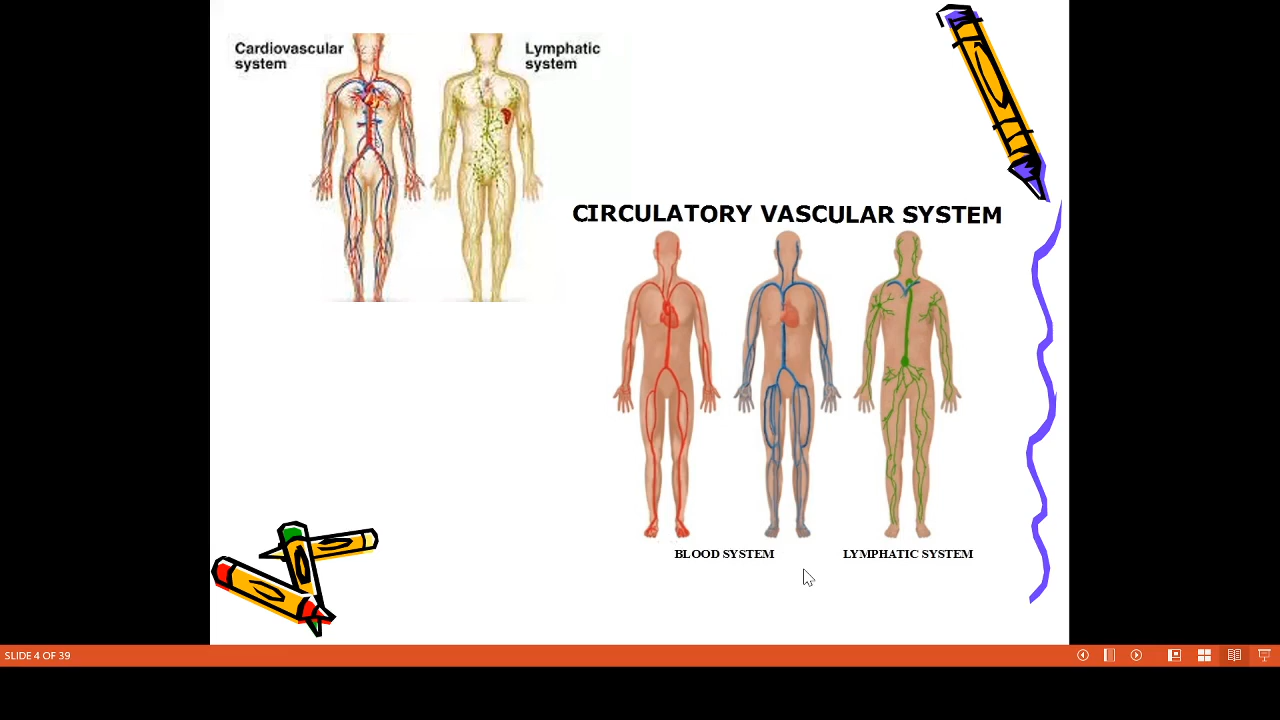 Cardiovascular
system
Lymphatic
system
CIRCULATORY VASCULAR SYSTEM
BLOOD SYSTEM
LYMPHATIC SYSTEM
SLIDE 4 OF 39